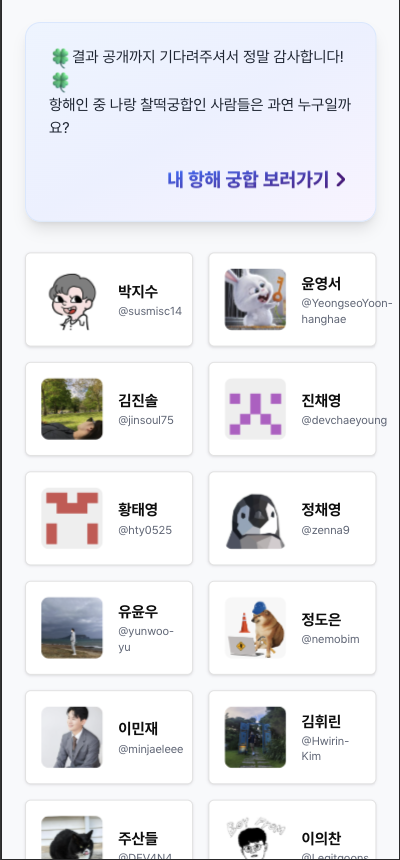 🍀결과 공개까지 기다려주셔서 정말 감사합니다!
🍀
항해인 중 나랑 찰떡궁합인 사람들은 과연 누구일까
요?
내 항해 궁합 보러가기 >
박지수
@susmisc14
윤영서
@YeongseoYoon-
hanghae
김진솔
@jinsoul75
진채영
@devchaeyoung
황태영
@hty0525
정채영
@zenna9
유윤우
@yunwoo-
yu
정도은
@nemobim
이민재
@minjaeleee
김휘린
@Hwirin-
Kim
주산들
@DEV4N4
이의찬
@Legitgoons